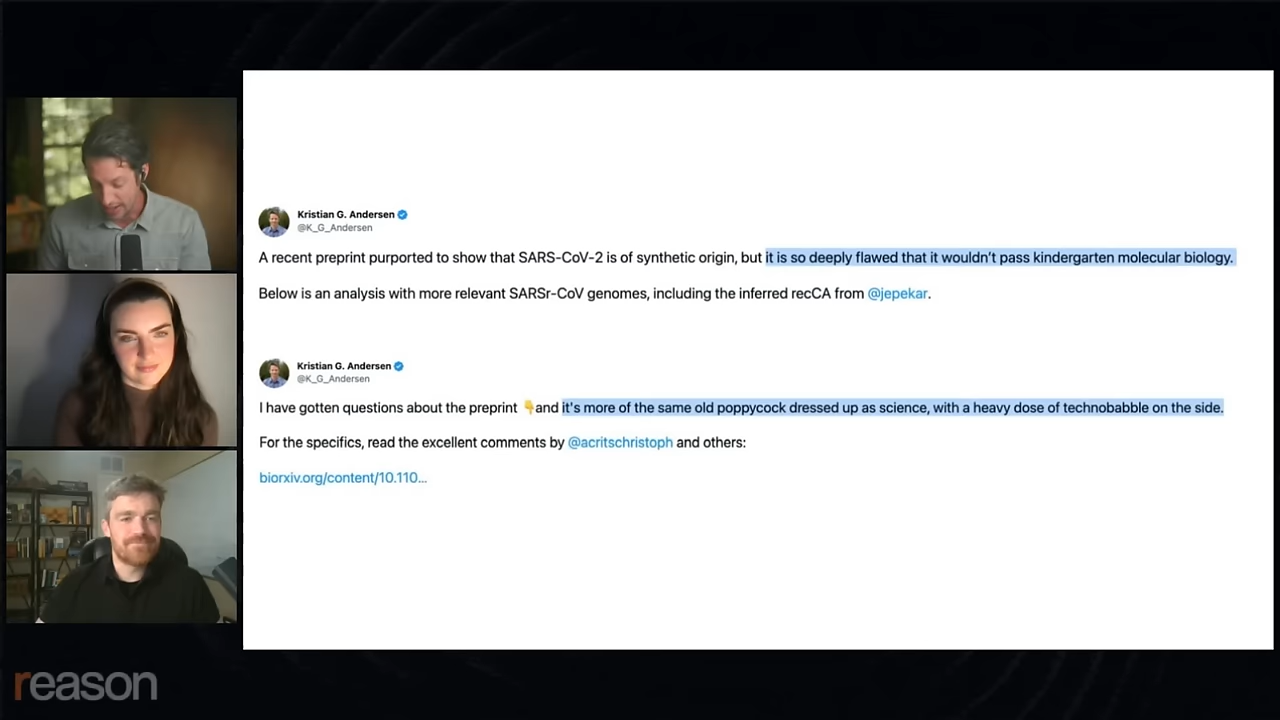 Kristian G. Andersen
@K_G_Andersen
A recent preprint purported to show that SARS-CoV-2 is of synthetic origin, but it is so deeply flawed that it wouldn't pass kindergarten molecular biology.
Below is an analysis with more relevant SARSr-CoV genomes, including the inferred recCA from @jepekar.
Kristian G. Andersen
@K_G_Andersen
I have gotten questions about the preprint 👇and it's more of the same old poppycock dressed up as science, with a heavy dose of technobabble on the side.
For the specifics, read the excellent comments by @acritschristoph and others:
biorxiv.org/content/10.110...
reason